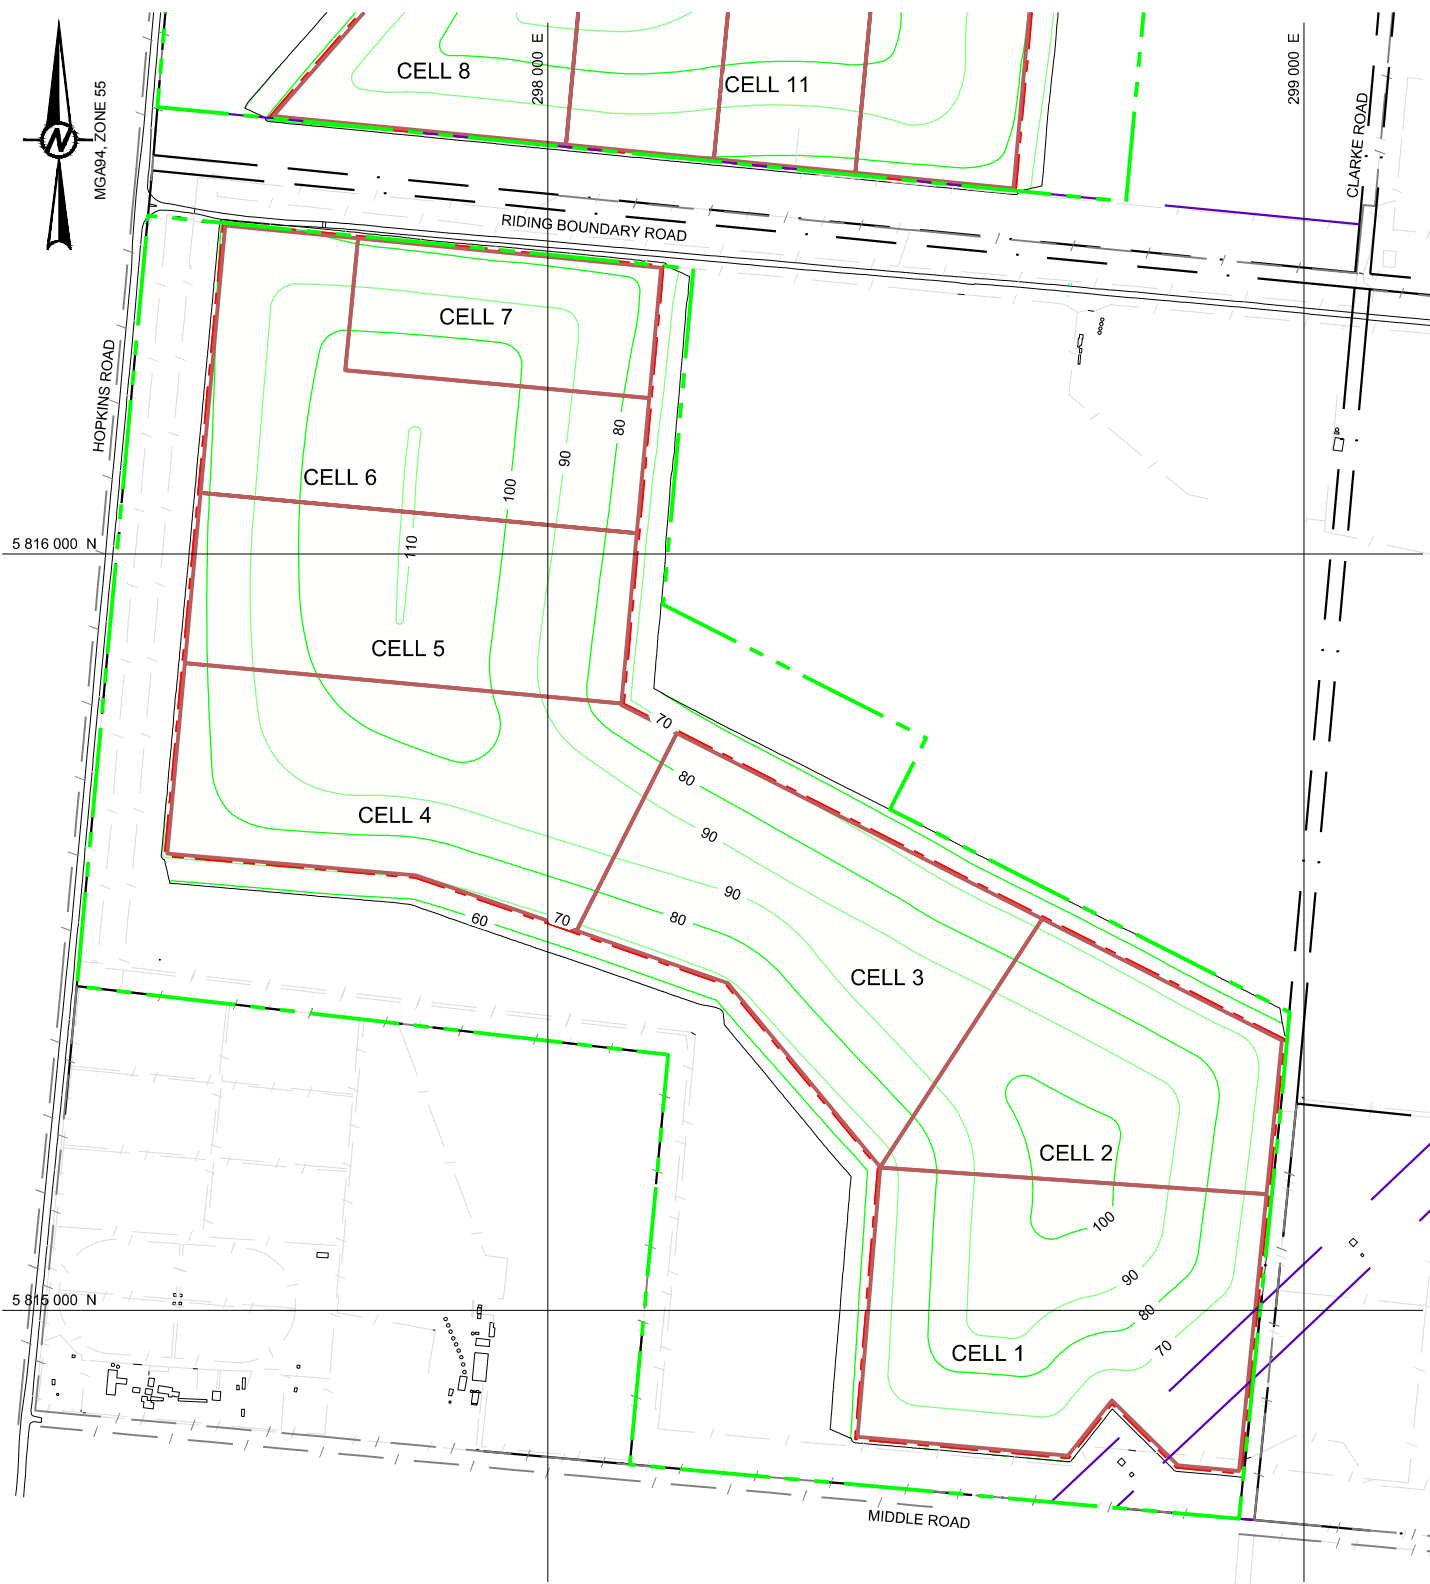 CELL 8
CELL 11
298 000 E
299 000 E
CLARKE ROAD
MGA94, ZONE 55
N
RIDING BOUNDARY ROAD
HOPKINS ROAD
CELL 7
80
90
100
CELL 6
110
5 816 000 N
CELL 5
70
80
CELL 4
90
90
80
70
60
CELL 3
CELL 2
100
90
80
5 815 000 N
70
CELL 1
MIDDLE ROAD